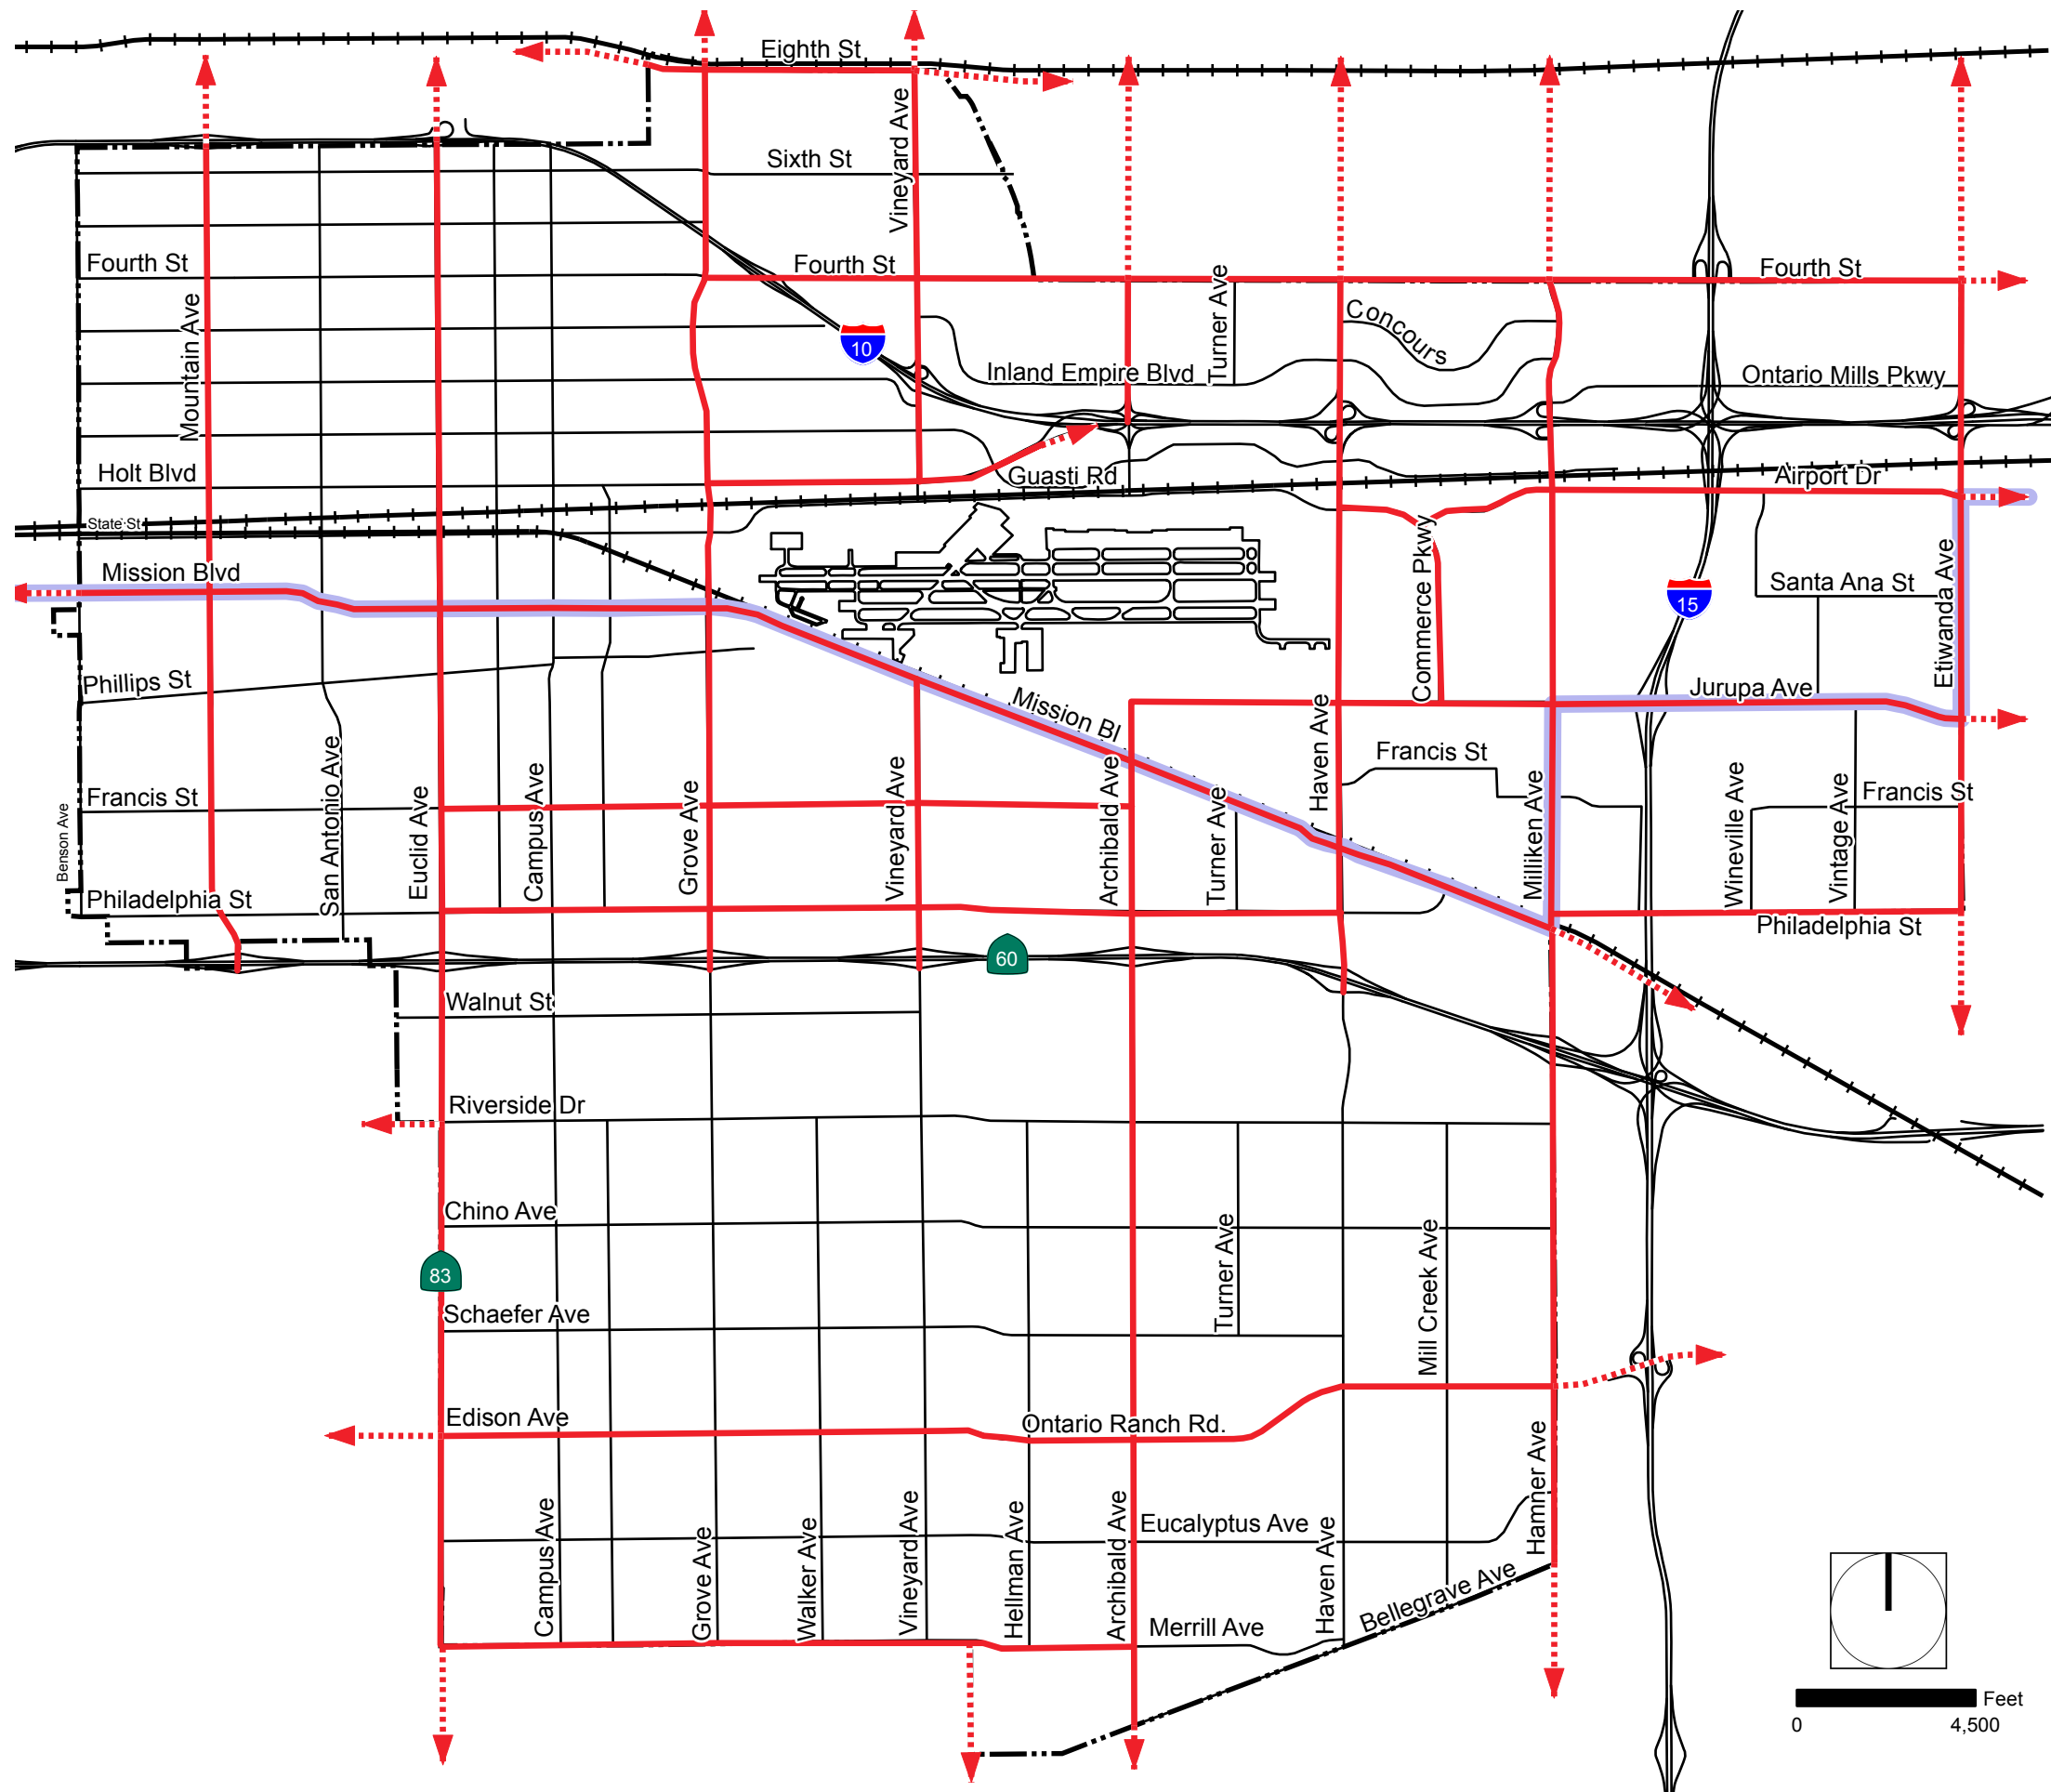 Eighth St
Vineyard Ave
Sixth St
Fourth St
Fourth St
Fourth St
Mountain Ave
Turner Ave
Concours
10
Inland Empire Blvd
Ontario Mills Pkwy
Holt Blvd
Guasti Rd
Airport Dr
State St
Mission Blvd
Commerce Pkwy
Santa Ana St
Etiwanda Ave
15
Phillips St
Jurupa Ave
Mission Bl
Haven Ave
Francis St
San Antonio Ave
Euclid Ave
Campus Ave
Grove Ave
Vineyard Ave
Archibald Ave
Turner Ave
Milliken Ave
Wineville Ave
Vintage Ave
Francis St
Francis St
Benson Ave
Philadelphia St
Philadelphia St
60
Walnut St
Riverside Dr
Chino Ave
Turner Ave
Mill Creek Ave
83
Schaefer Ave
Edison Ave
Ontario Ranch Rd.
Hamner Ave
Campus Ave
Grove Ave
Walker Ave
Vineyard Ave
Hellman Ave
Archibald Ave
Eucalyptus Ave
Haven Ave
Bellegrave Ave
Merrill Ave
Feet
0
4,500